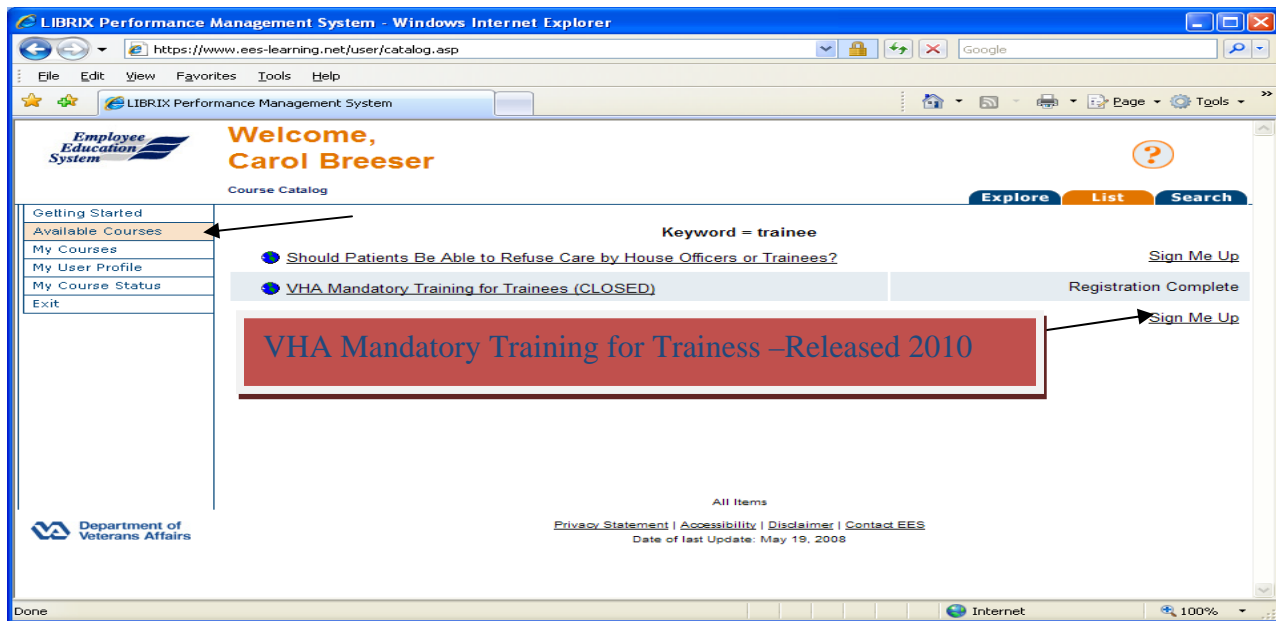 LIBRIX Performance Management System - Windows Internet Explorer
https://www.ees-learning.net/user/catalog.asp
Google
File Edit View Favorites Tools Help
LIBRIX Performance Management System
Page Tools
Employee
Education
System
Welcome,
Carol Breeser
Course Catalog
Explore List Search
Getting Started
Available Courses
My Courses
My User Profile
My Course Status
Exit
Keyword = trainee
Should Patients Be Able to Refuse Care by House Officers or Trainees? Sign Me Up
VHA Mandatory Training for Trainees (CLOSED) Registration Complete
Sign Me Up
VHA Mandatory Training for Trainess –Released 2010
All Items
Department of
Veterans Affairs
Privacy Statement | Accessibility | Disclaimer | Contact EES
Date of last Update: May 19, 2008
Done Internet 100%